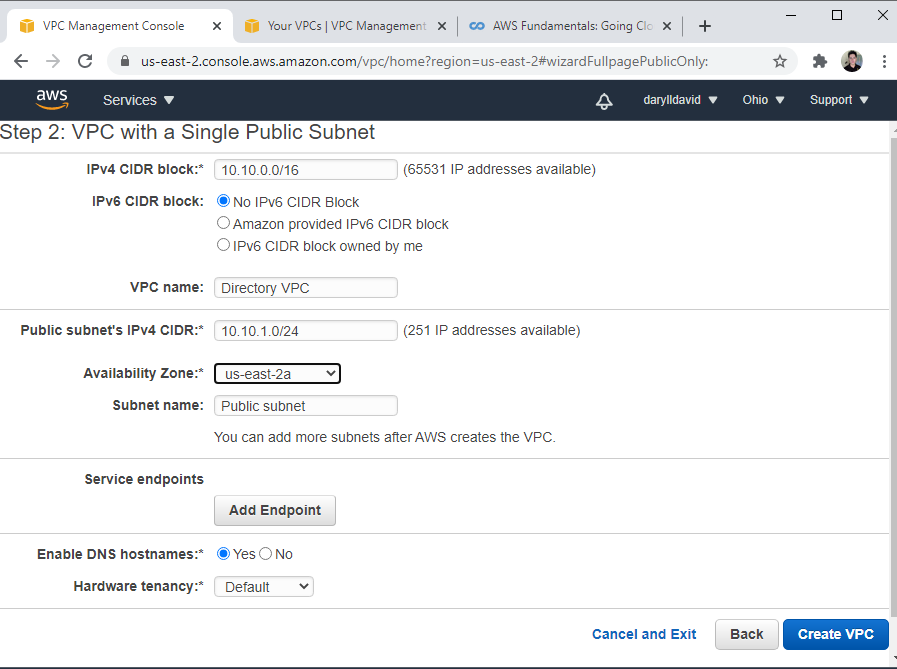 VPC Management Console
Your VPCs | VPC Management
AWS Fundamentals: Going Clo
us-east-2.console.aws.amazon.com/vpc/home?region=us-east-2#wizardFullpagePublicOnly:
aws Services darylldavid Ohio Support
Step 2: VPC with a Single Public Subnet
IPv4 CIDR block:* 10.10.0.0/16 (65531 IP addresses available)
IPv6 CIDR block: No IPv6 CIDR Block
Amazon provided IPv6 CIDR block
IPv6 CIDR block owned by me
VPC name: Directory VPC
Public subnet's IPv4 CIDR:* 10.10.1.0/24 (251 IP addresses available)
Availability Zone:* us-east-2a
Subnet name: Public subnet
You can add more subnets after AWS creates the VPC.
Service endpoints
Add Endpoint
Enable DNS hostnames:* Yes No
Hardware tenancy:* Default
Cancel and Exit Back Create VPC